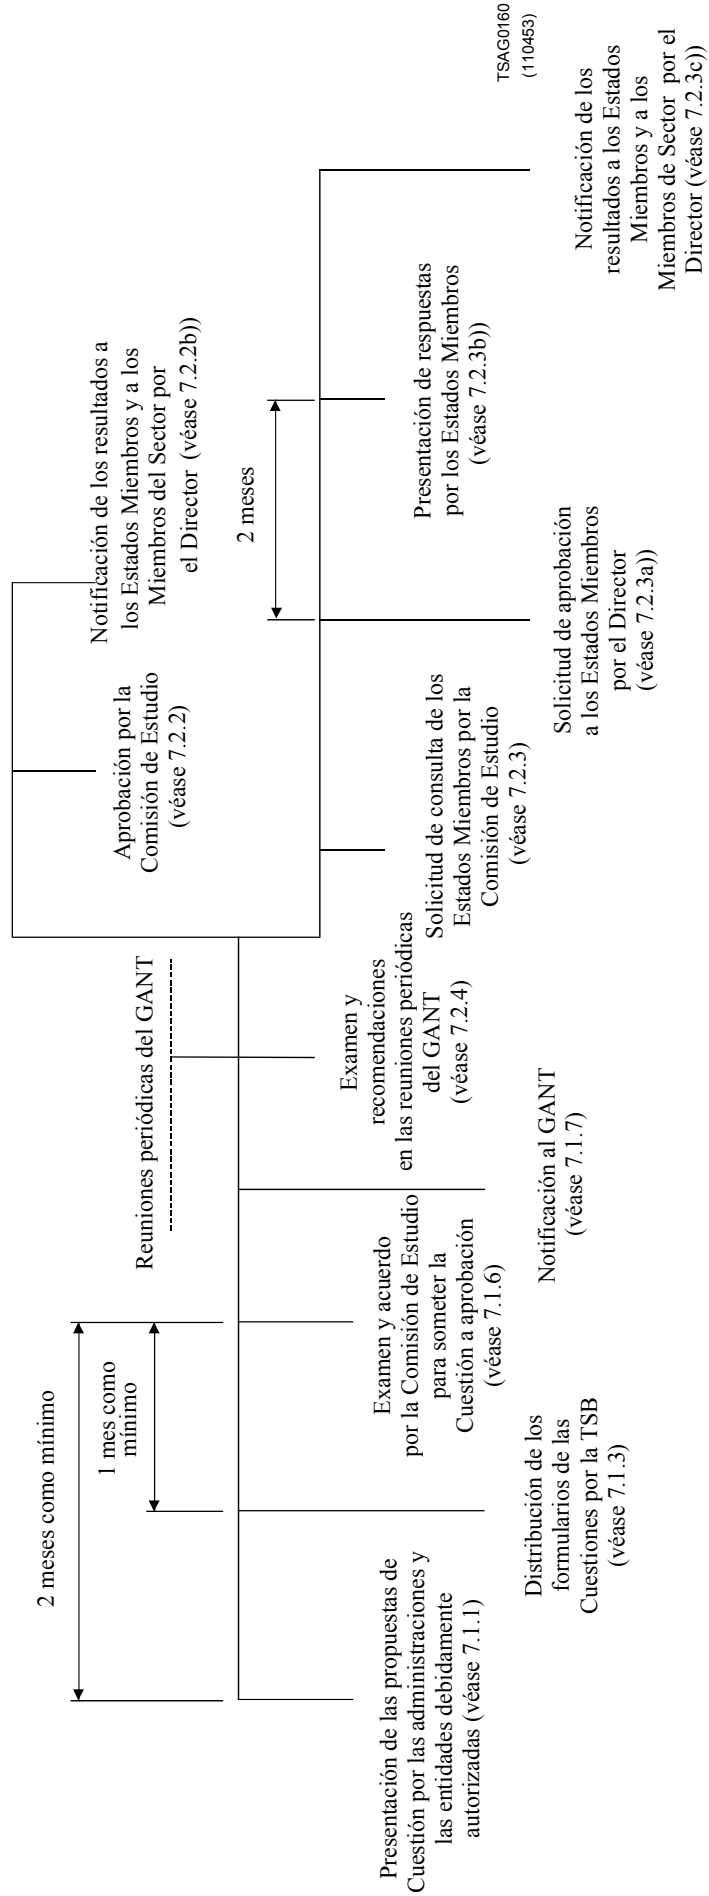 2 meses como mínimo
1 mes como
mínimo
Reuniones periódicas del GANT
Presentación de las propuestas de
Cuestión por las administraciones y
las entidades debidamente
autorizadas (véase 7.1.1)
Distribución de los
formularios de las
Cuestiones por la TSB
(véase 7.1.3)
Examen y acuerdo
por la Comisión de Estudio
para someter la
Cuestión a aprobación
(véase 7.1.6)
Notificación al GANT
(véase 7.1.7)
Examen y
recomendaciones
en las reuniones periódicas
del GANT
(véase 7.2.4)
Aprobación por la
Comisión de Estudio
(véase 7.2.2)
Notificación de los resultados a
los Estados Miembros y a los
Miembros del Sector por
el Director (véase 7.2.2b))
Solicitud de consulta de los
Estados Miembros por la
Comisión de Estudio
(véase 7.2.3)
2 meses
Solicitud de aprobación
a los Estados Miembros
por el Director
(véase 7.2.3a))
Presentación de respuestas
por los Estados Miembros
(véase 7.2.3b))
Notificación de los
resultados a los Estados
Miembros y a los
Miembros de Sector por el
Director (véase 7.2.3c))
TSAG0160
(110453)